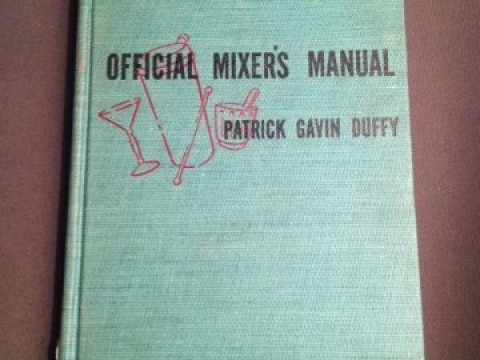 OFFICIAL MIXER'S MANUAL
PATRICK GAVIN DUFFY